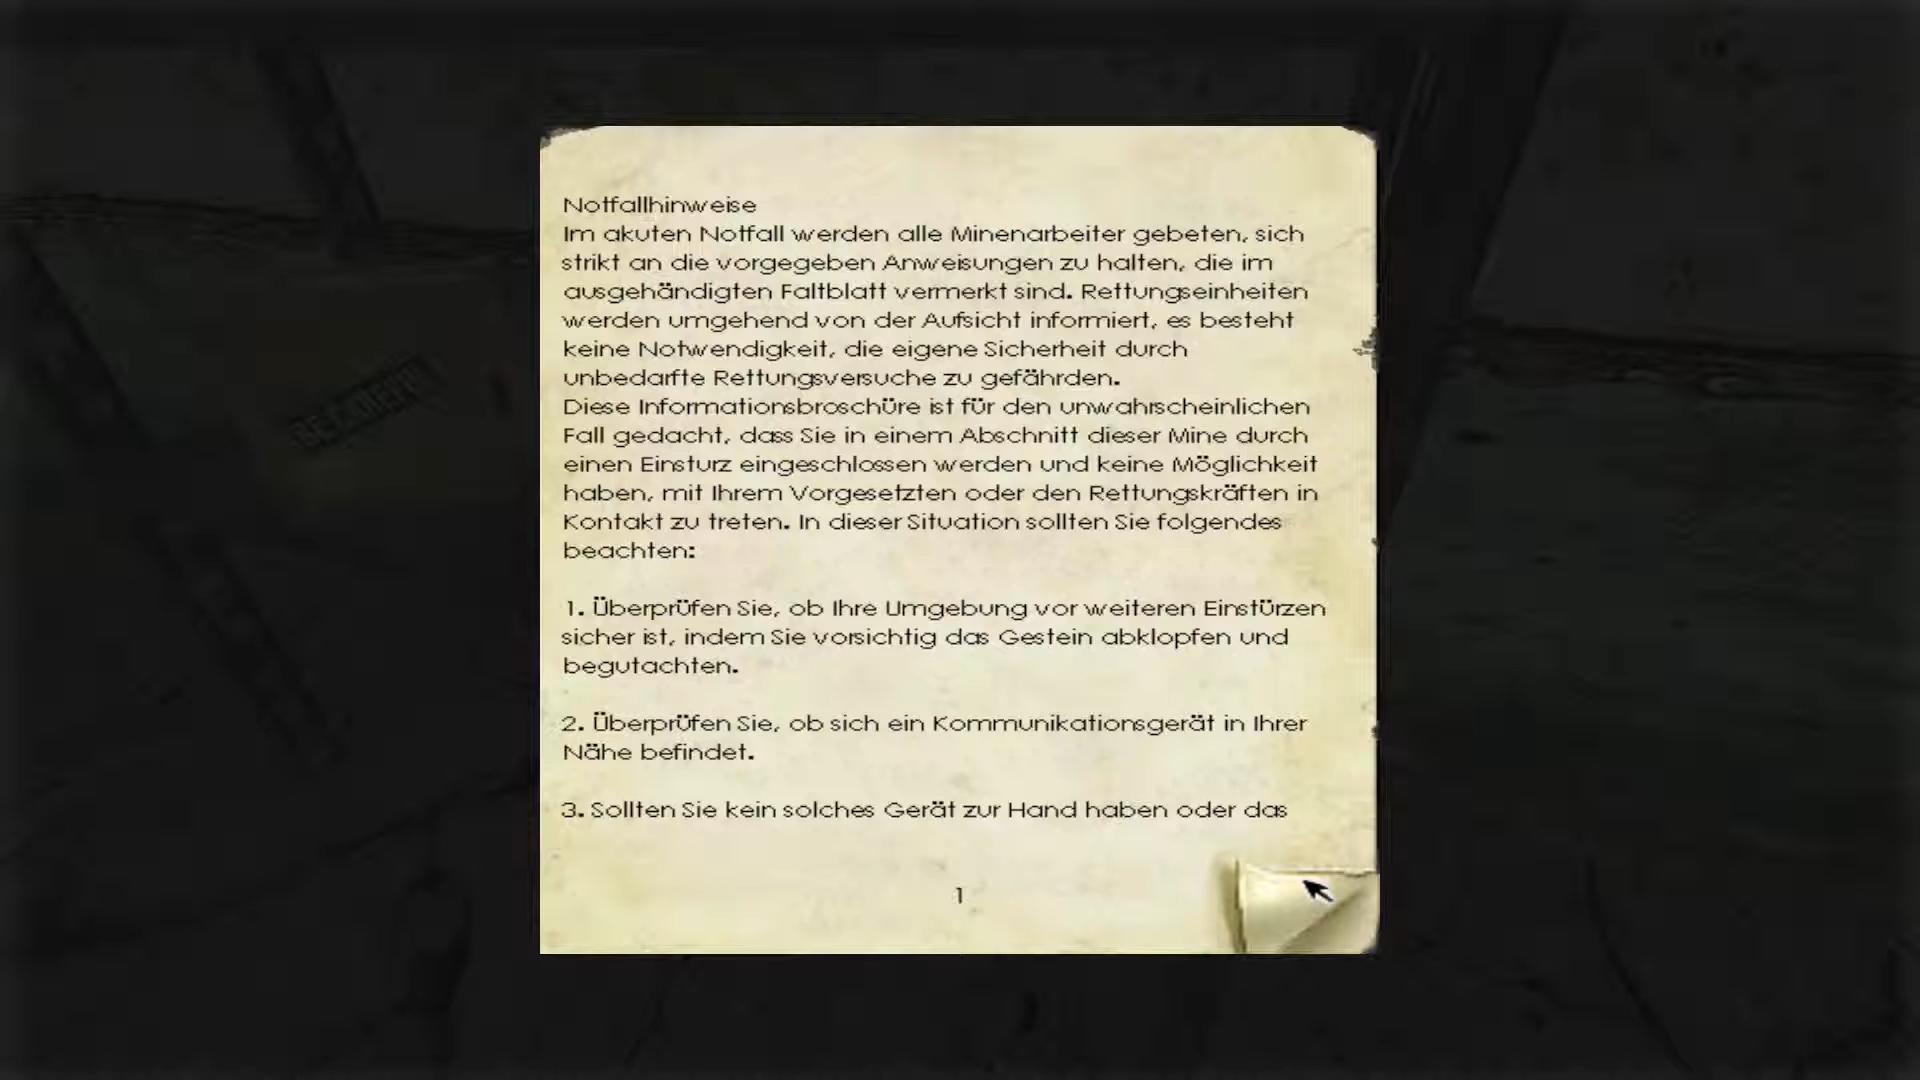 Notfallhinweise
Im akuten Notfall werden alle Minenarbeiter gebeten, sich
strikt an die vorgegeben Anweisungen zu halten, die im
ausgehändigten Faltblatt vermerkt sind. Rettungseinheiten
werden umgehend von der Aufsicht informiert, es besteht
keine Notwendigkeit, die eigene Sicherheit durch
unbedarfte Rettungsversuche zu gefährden.
Diese Informationsbroschüre ist für den unwahrscheinlichen
Fall gedacht, dass Sie in einem Abschnitt dieser Mine durch
einen Einsturz eingeschlossen werden und keine Möglichkeit
haben, mit Ihrem Vorgesetzten oder den Rettungskräften in
Kontakt zu treten. In dieser Situation sollten Sie folgendes
beachten:
1. Überprüfen Sie, ob Ihre Umgebung vor weiteren Einstürzen
sicher ist, indem Sie vorsichtig das Gestein abklopfen und
begutachten.
2. Überprüfen Sie, ob sich ein Kommunikationsgerät in Ihrer
Nähe befindet.
3. Sollten Sie kein solches Gerät zur Hand haben oder das
1